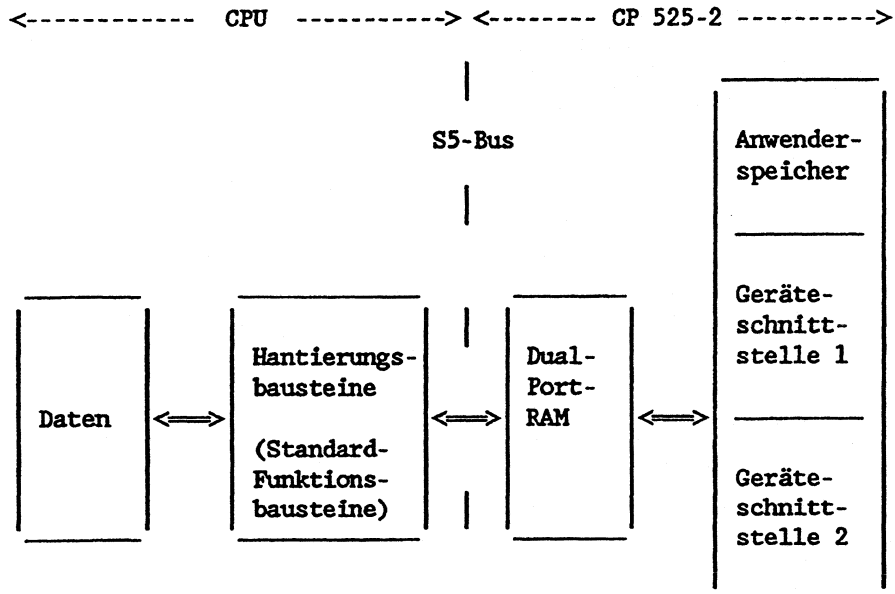 <------------ CPU -----------> <-------- CP 525-2 ----------->
S5-Bus
Anwender-
speicher
Geräte-
schnitt-
stelle 1
Geräte-
schnitt-
stelle 2
Daten
Hantierungs-
bausteine
(Standard-
Funktions-
bausteine)
Dual-
Port-
RAM